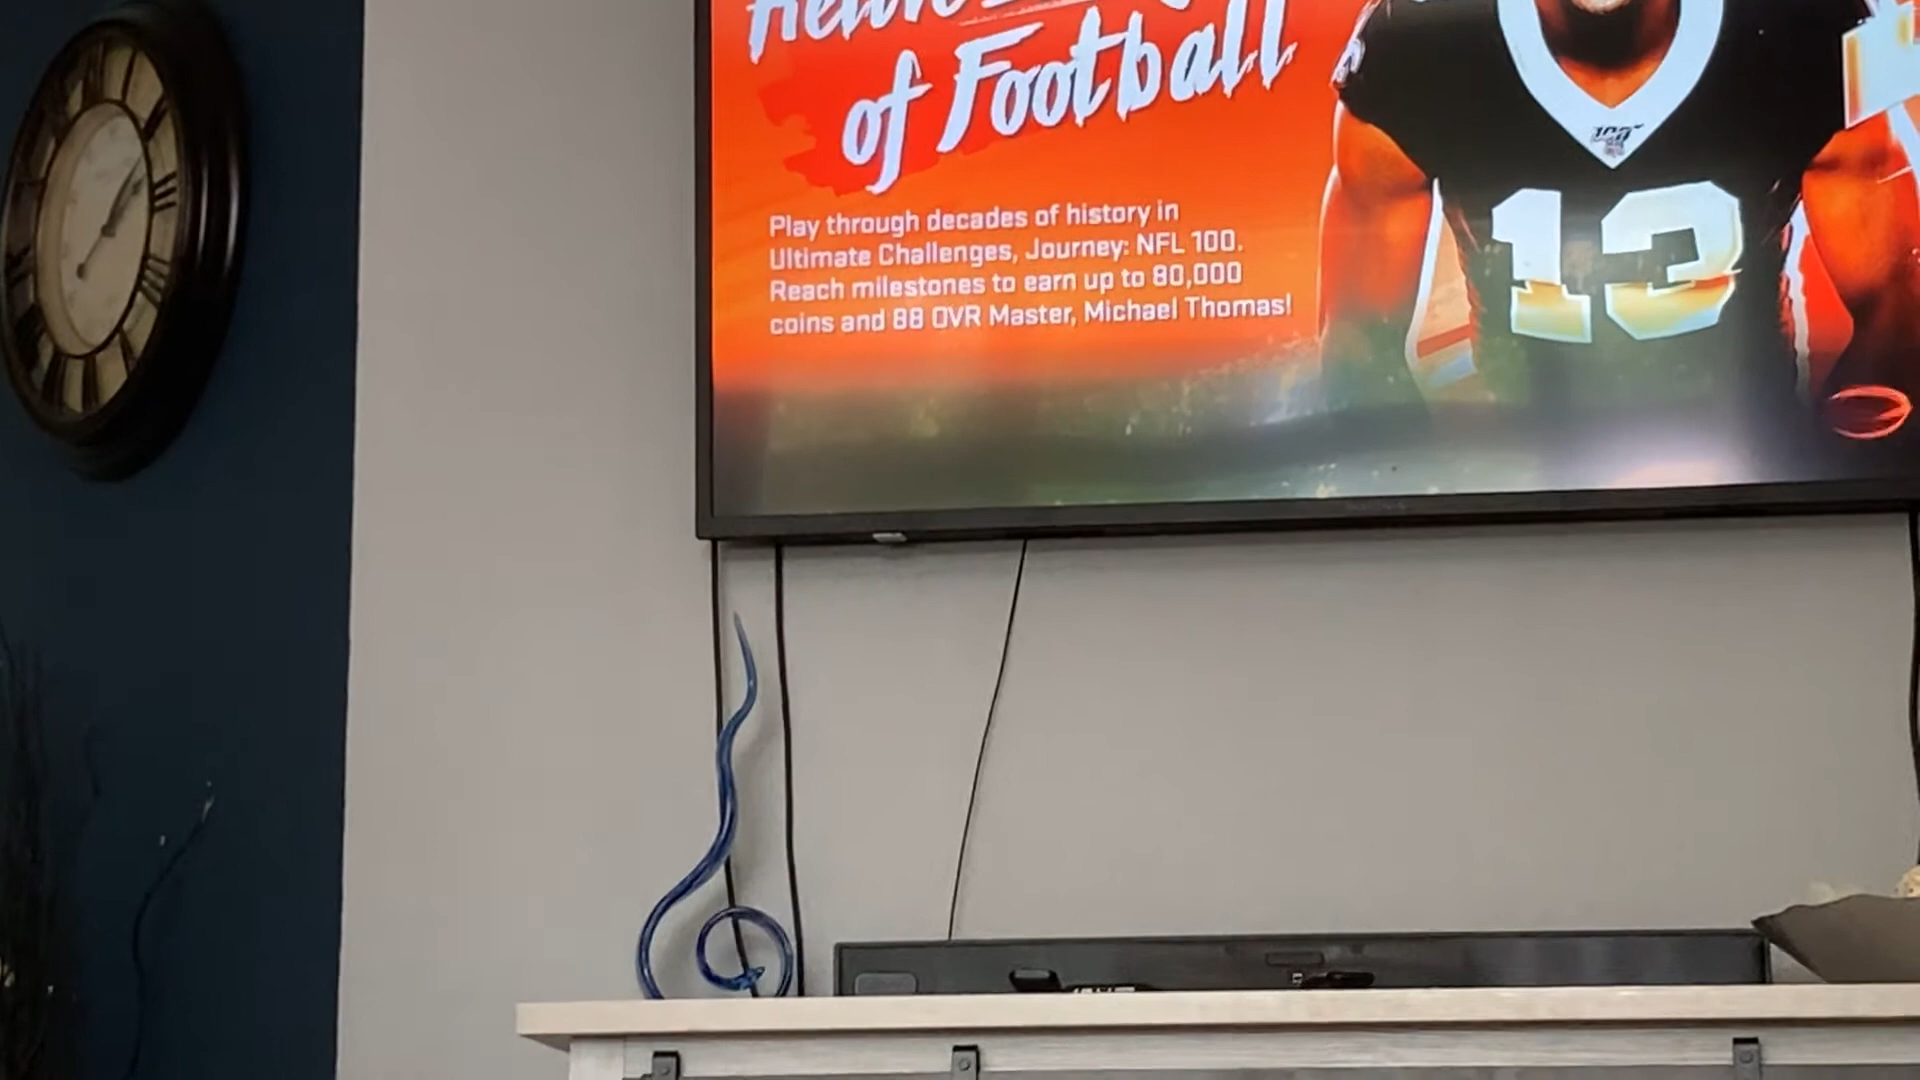 of Football
Play through decades of history in
Ultimate Challenges, Journey: NFL 100.
Reach milestones to earn up to 80,000
coins and 88 OVR Master, Michael Thomas!
100
13